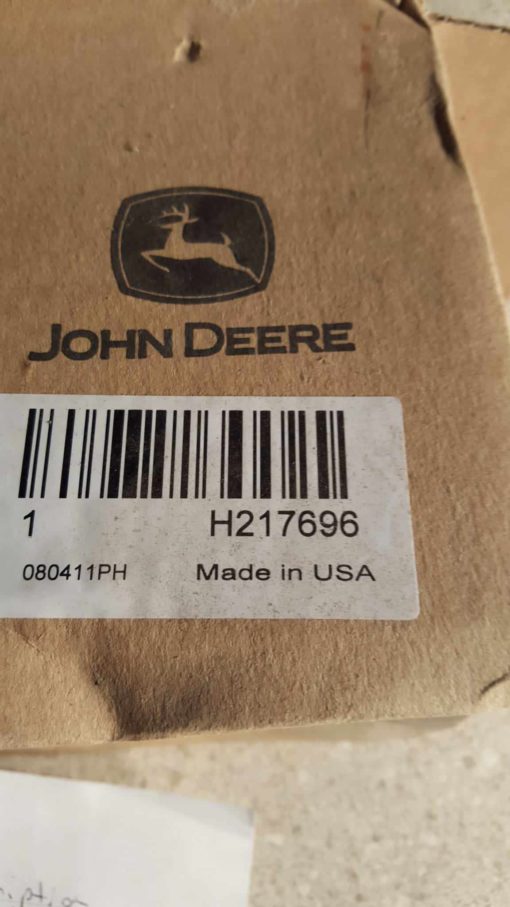 JOHN DEERE
1 H217696
080411PH Made in USA